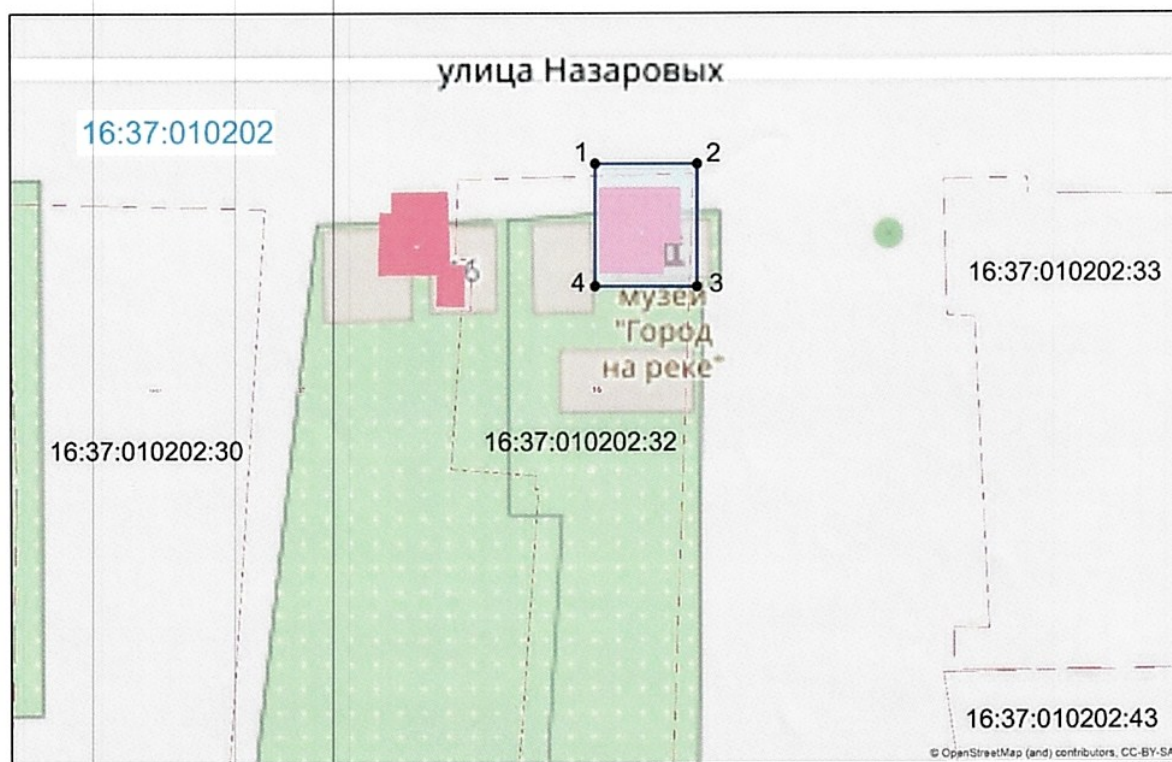 улица Назаровых
16:37:010202
1
2
4
3
музей
"Город
на реке"
16:37:010202:33
16:37:010202:30
16:37:010202:32
16:37:010202:43
© OpenStreetMap (and) contributors, CC-BY-SA